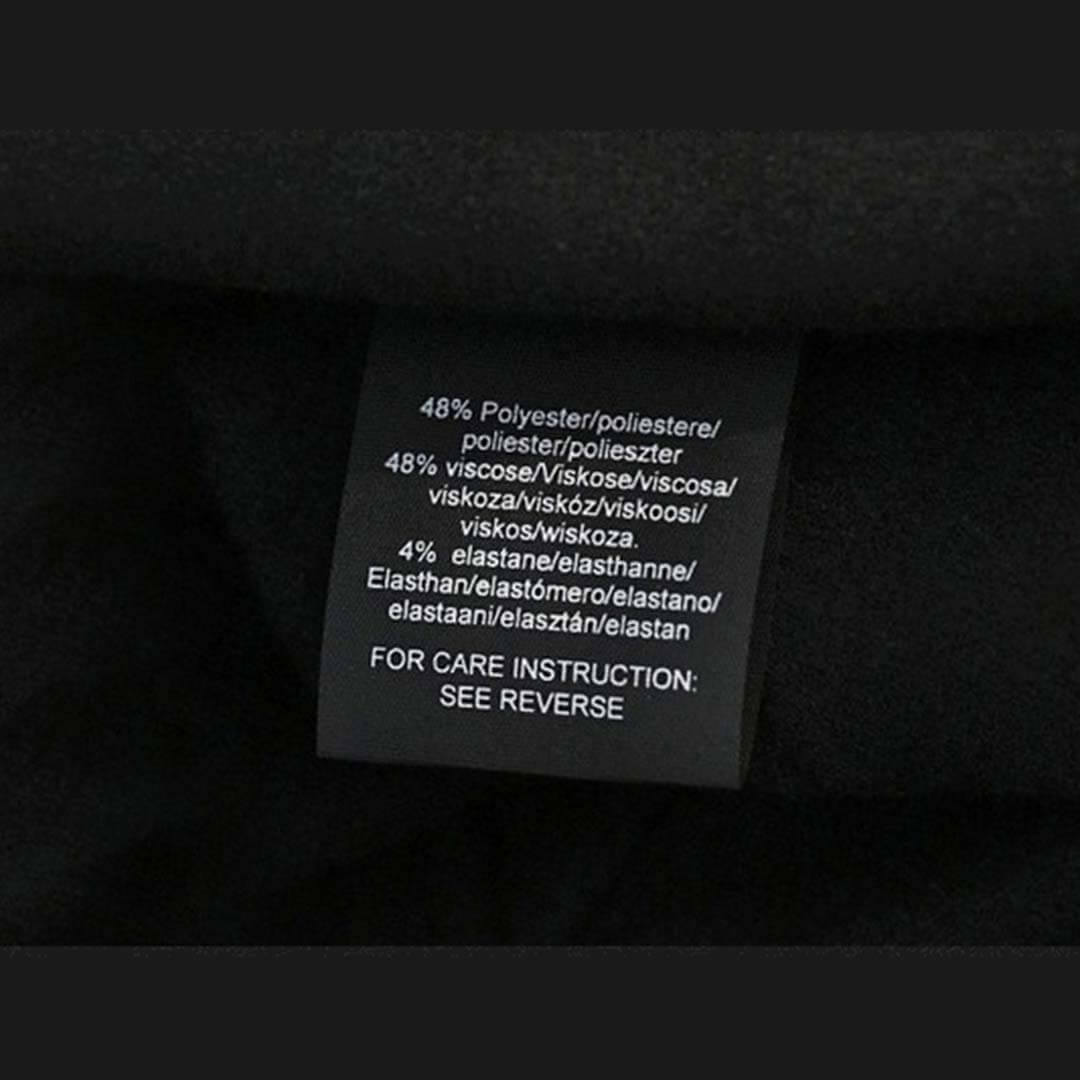 48% Polyester/poliestere/
poliester/polieszter
48% viscose/Viskose/viscosa/
viskoza/viskóz/viskoosi/
viskos/wiskoza.
4% elastane/elasthanne/
Elasthan/elastómero/elastano/
elastaani/elasztán/elastan
FOR CARE INSTRUCTION:
SEE REVERSE